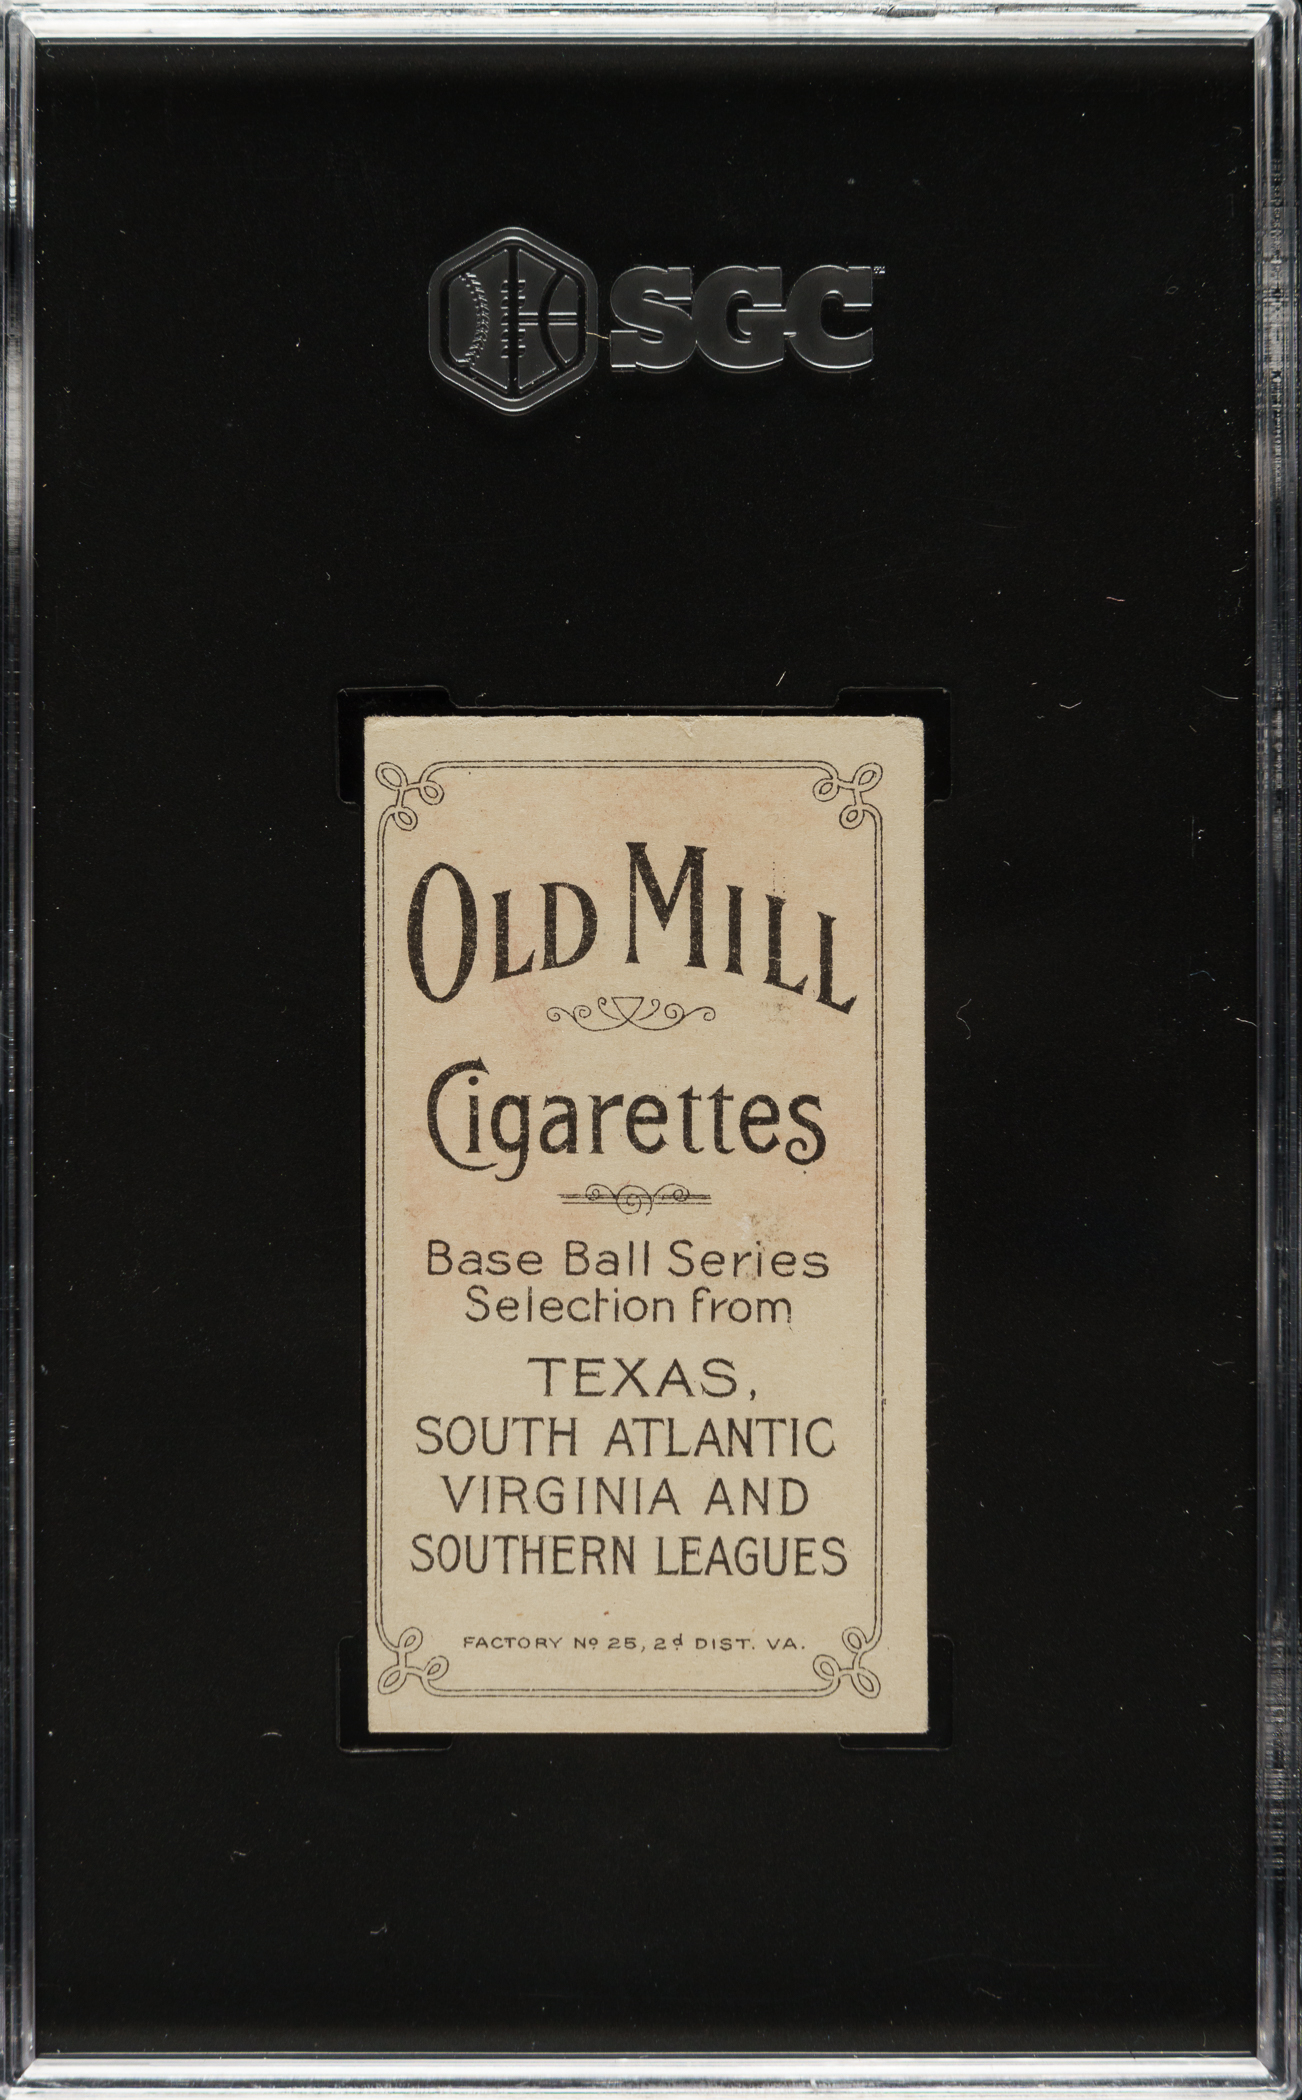 SGC™
OLD MILL
Cigarettes
Base Ball Series
Selection from
TEXAS,
SOUTH ATLANTIC
VIRGINIA AND
SOUTHERN LEAGUES
FACTORY Nº 25, 2d DIST. VA.